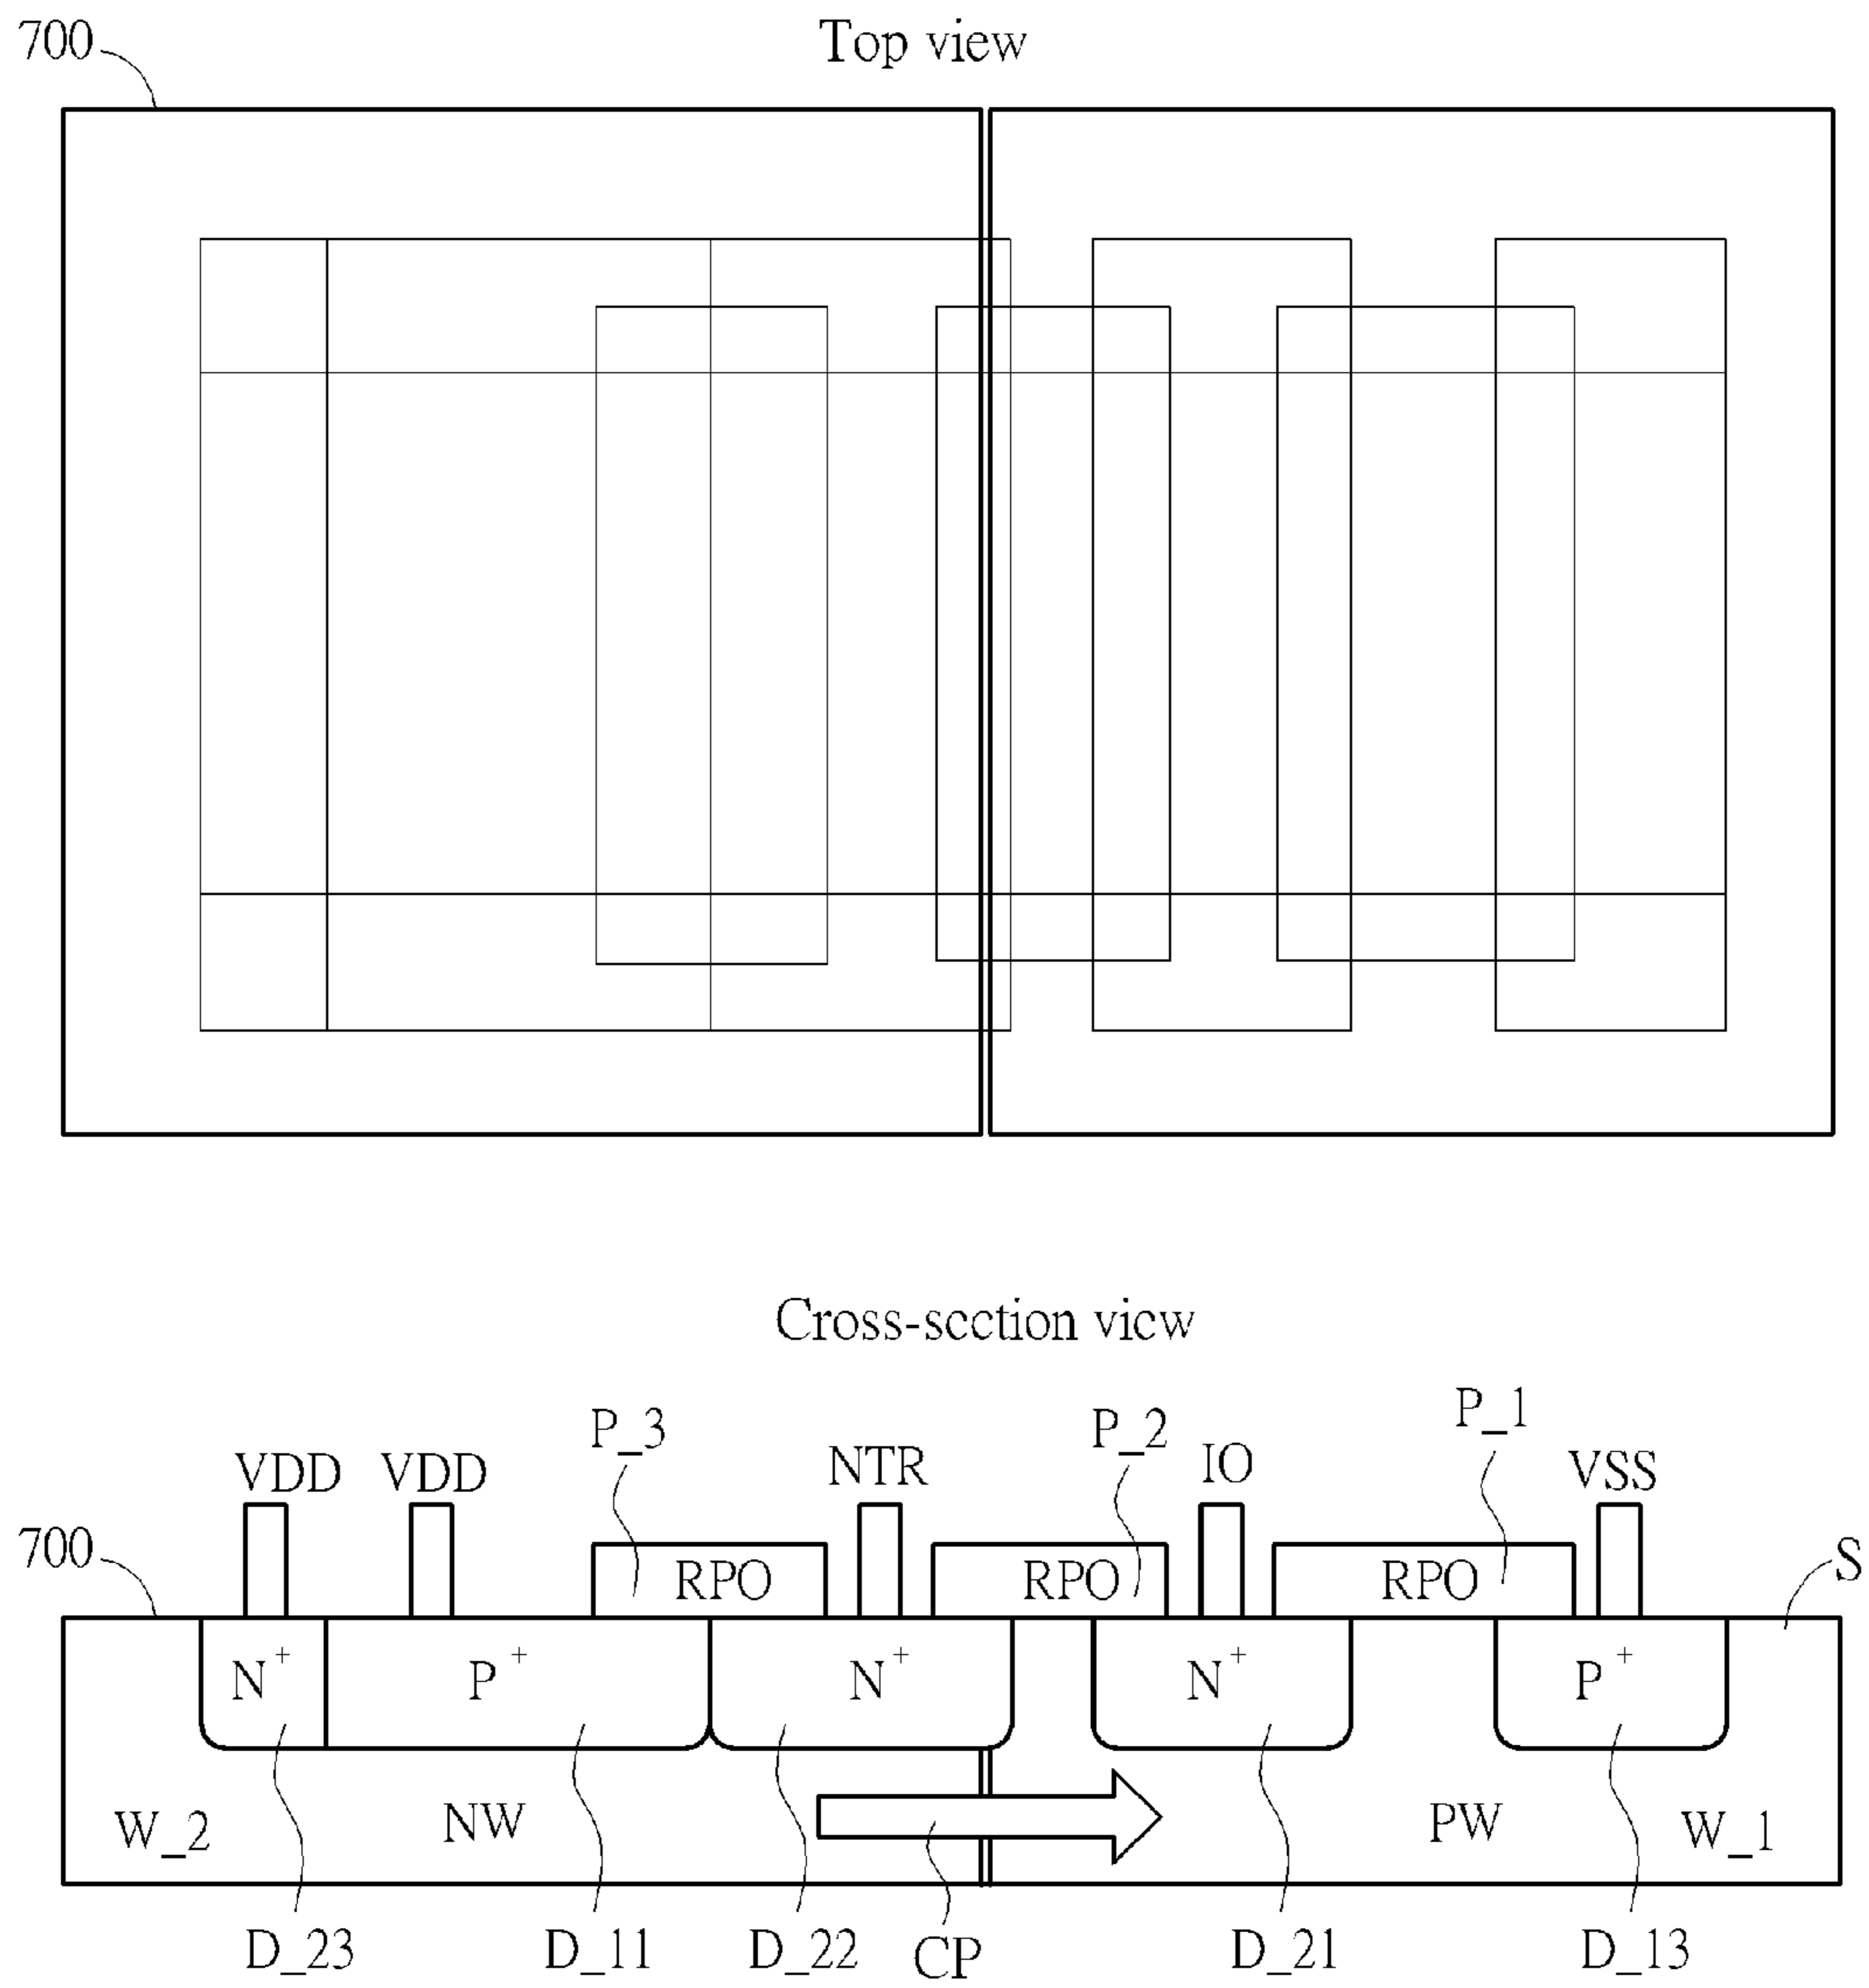 700
Top view
Cross-scction view
P_3
P_2
P_1
VDD VDD NTR IO VSS
700
RPO RPO RPO
S
N+ P+ N+ N+ P+
W_2 NW PW W_1
D_23 D_11 D_22 CP D_21 D_13